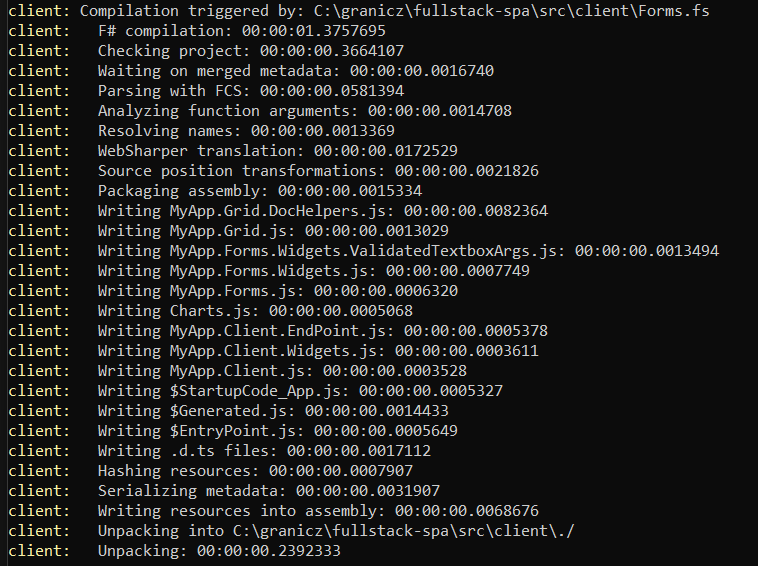 client: Compilation triggered by: C:\granicz\fullstack-spa\src\client\Forms.fs
client:   F# compilation: 00:00:01.3757695
client:   Checking project: 00:00:00.3664107
client:   Waiting on merged metadata: 00:00:00.0016740
client:   Parsing with FCS: 00:00:00.0581394
client:   Analyzing function arguments: 00:00:00.0014708
client:   Resolving names: 00:00:00.0013369
client:   WebSharper translation: 00:00:00.0172529
client:   Source position transformations: 00:00:00.0021826
client:   Packaging assembly: 00:00:00.0015334
client:   Writing MyApp.Grid.DocHelpers.js: 00:00:00.0082364
client:   Writing MyApp.Grid.js: 00:00:00.0013029
client:   Writing MyApp.Forms.Widgets.ValidatedTextboxArgs.js: 00:00:00.0013494
client:   Writing MyApp.Forms.Widgets.js: 00:00:00.0007749
client:   Writing MyApp.Forms.js: 00:00:00.0006320
client:   Writing Charts.js: 00:00:00.0005068
client:   Writing MyApp.Client.EndPoint.js: 00:00:00.0005378
client:   Writing MyApp.Client.Widgets.js: 00:00:00.0003611
client:   Writing MyApp.Client.js: 00:00:00.0003528
client:   Writing $StartupCode_App.js: 00:00:00.0005327
client:   Writing $Generated.js: 00:00:00.0014433
client:   Writing $EntryPoint.js: 00:00:00.0005649
client:   Writing .d.ts files: 00:00:00.0017112
client:   Hashing resources: 00:00:00.0007907
client:   Serializing metadata: 00:00:00.0031907
client:   Writing resources into assembly: 00:00:00.0068676
client:   Unpacking into C:\granicz\fullstack-spa\src\client\./
client:   Unpacking: 00:00:00.2392333